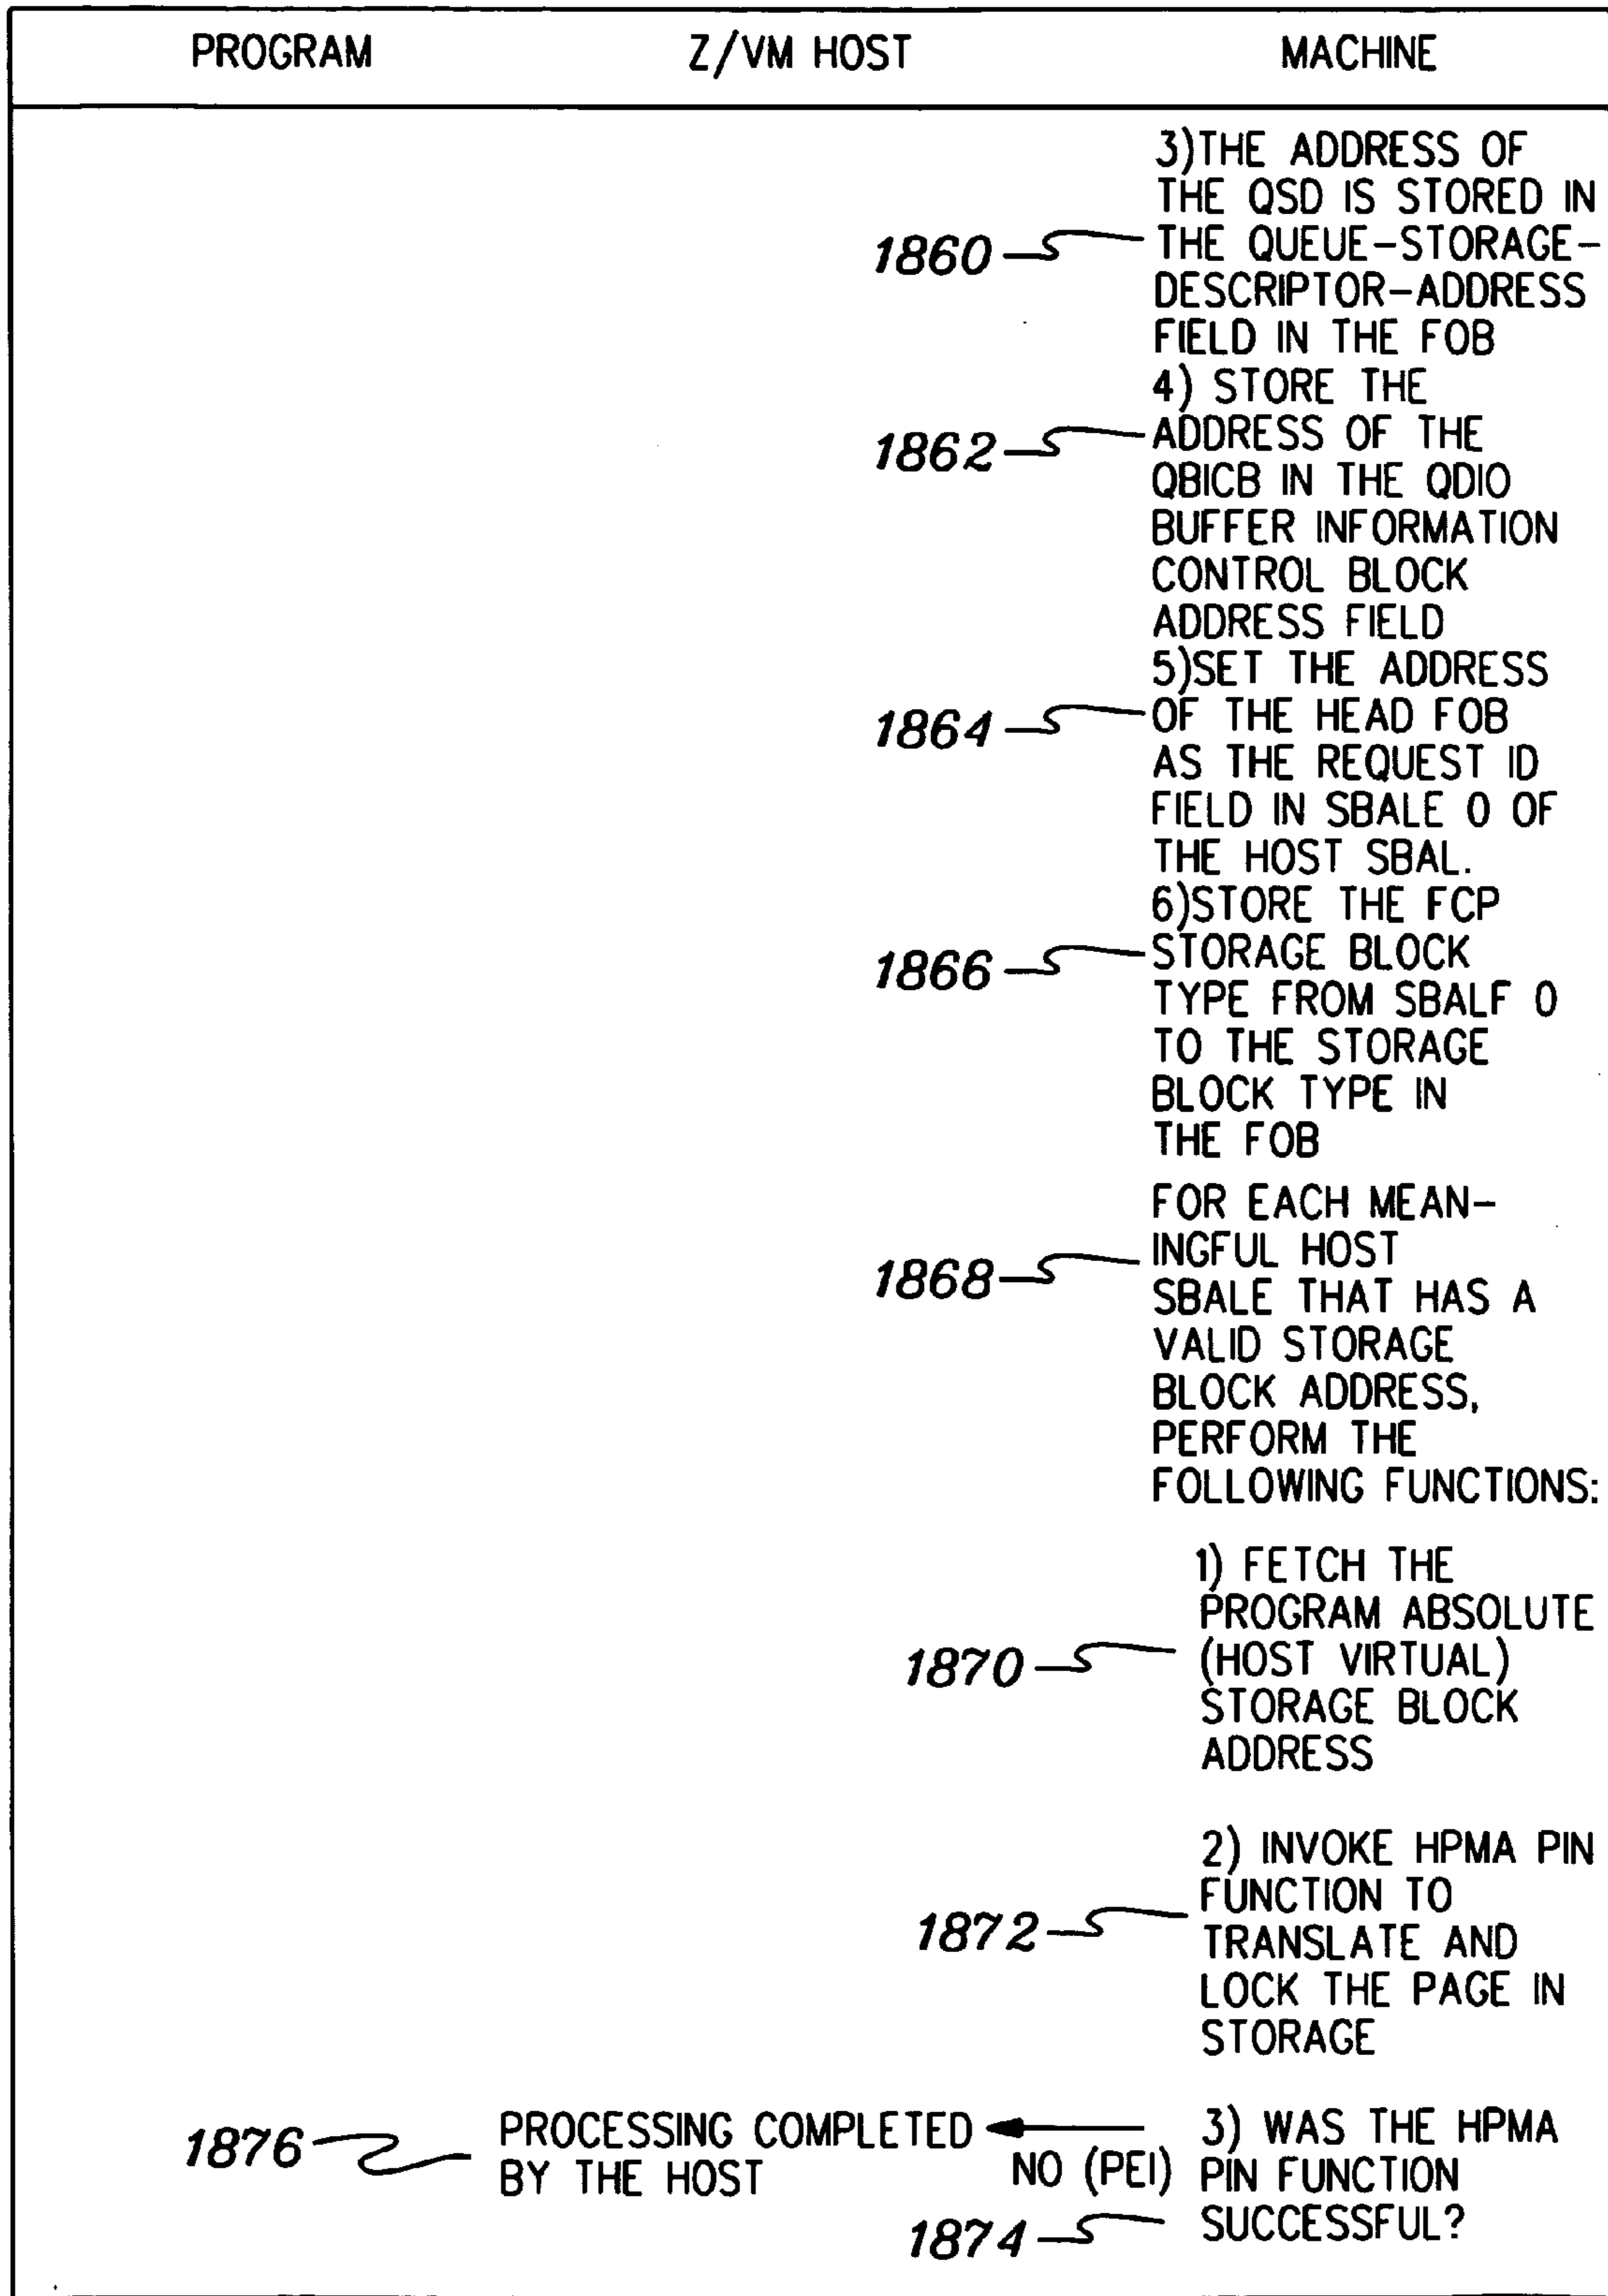 PROGRAM Z/VM HOST MACHINE
3)THE ADDRESS OF
THE QSD IS STORED IN
1860 THE QUEUE-STORAGE-
DESCRIPTOR-ADDRESS
FIELD IN THE FOB
4) STORE THE
1862 ADDRESS OF THE
QBICB IN THE QDIO
BUFFER INFORMATION
CONTROL BLOCK
ADDRESS FIELD
5)SET THE ADDRESS
1864 OF THE HEAD FOB
AS THE REQUEST ID
FIELD IN SBALE 0 OF
THE HOST SBAL.
6)STORE THE FCP
1866 STORAGE BLOCK
TYPE FROM SBALF 0
TO THE STORAGE
BLOCK TYPE IN
THE FOB
FOR EACH MEAN-
1868 INGFUL HOST
SBALE THAT HAS A
VALID STORAGE
BLOCK ADDRESS,
PERFORM THE
FOLLOWING FUNCTIONS:
1) FETCH THE
PROGRAM ABSOLUTE
1870 (HOST VIRTUAL)
STORAGE BLOCK
ADDRESS
2) INVOKE HPMA PIN
FUNCTION TO
1872 TRANSLATE AND
LOCK THE PAGE IN
STORAGE
1876 PROCESSING COMPLETED 3) WAS THE HPMA
BY THE HOST NO (PEI) PIN FUNCTION
1874 SUCCESSFUL?